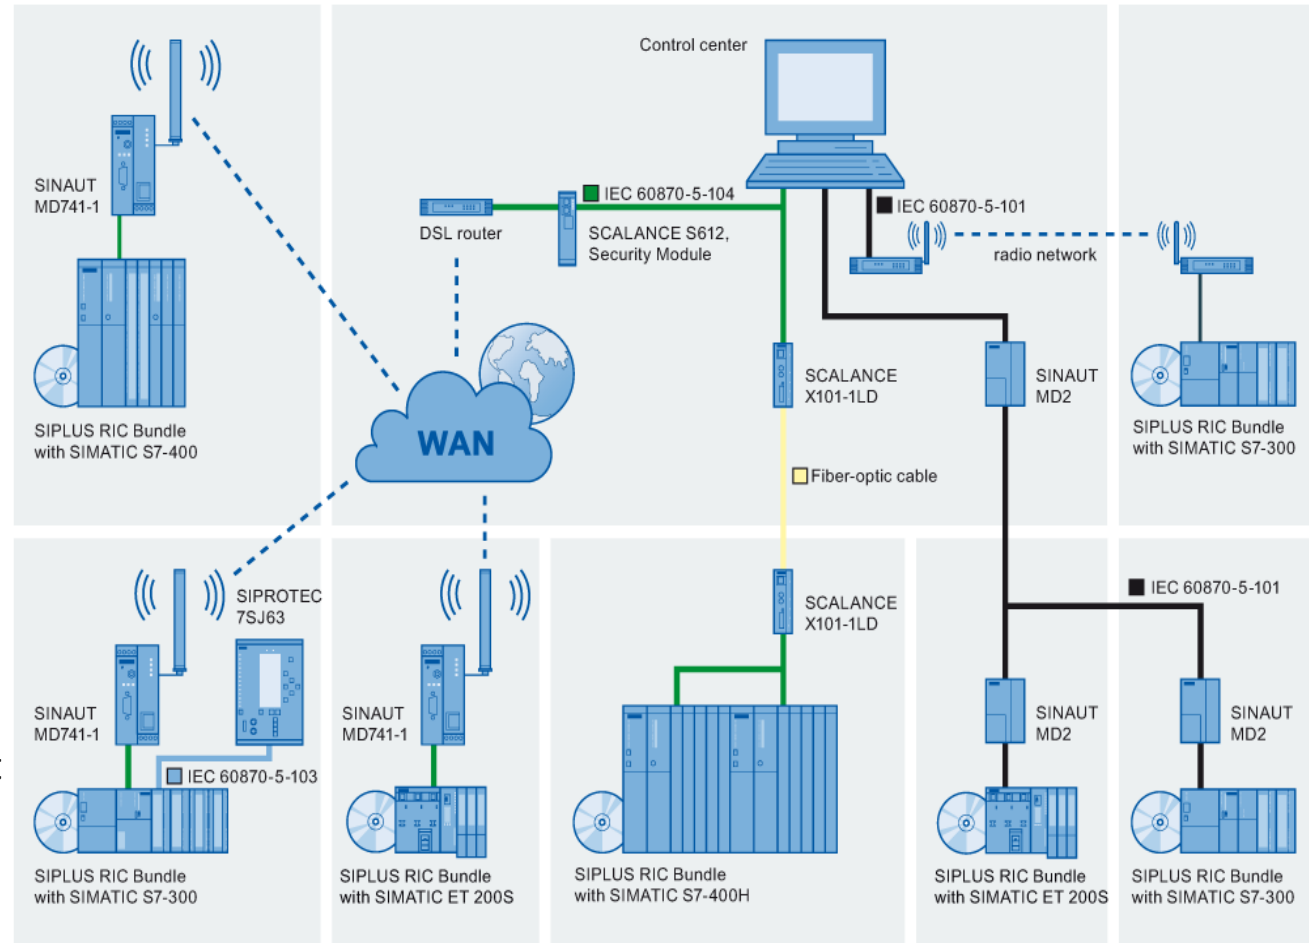 Control center
SINAUT
MD741-1
IEC 60870-5-104
IEC 60870-5-101
DSL router
SCALANCE S612,
Security Module
radio network
SCALANCE
X101-1LD
SINAUT
MD2
SIPLUS RIC Bundle
with SIMATIC S7-400
WAN
SIPLUS RIC Bundle
with SIMATIC S7-300
Fiber-optic cable
SIPROTEC
7SJ63
SCALANCE
X101-1LD
IEC 60870-5-101
SINAUT
MD741-1
SINAUT
MD741-1
SINAUT
MD2
SINAUT
MD2
IEC 60870-5-103
SIPLUS RIC Bundle
with SIMATIC S7-300
SIPLUS RIC Bundle
with SIMATIC ET 200S
SIPLUS RIC Bundle
with SIMATIC S7-400H
SIPLUS RIC Bundle
with SIMATIC ET 200S
SIPLUS RIC Bundle
with SIMATIC S7-300